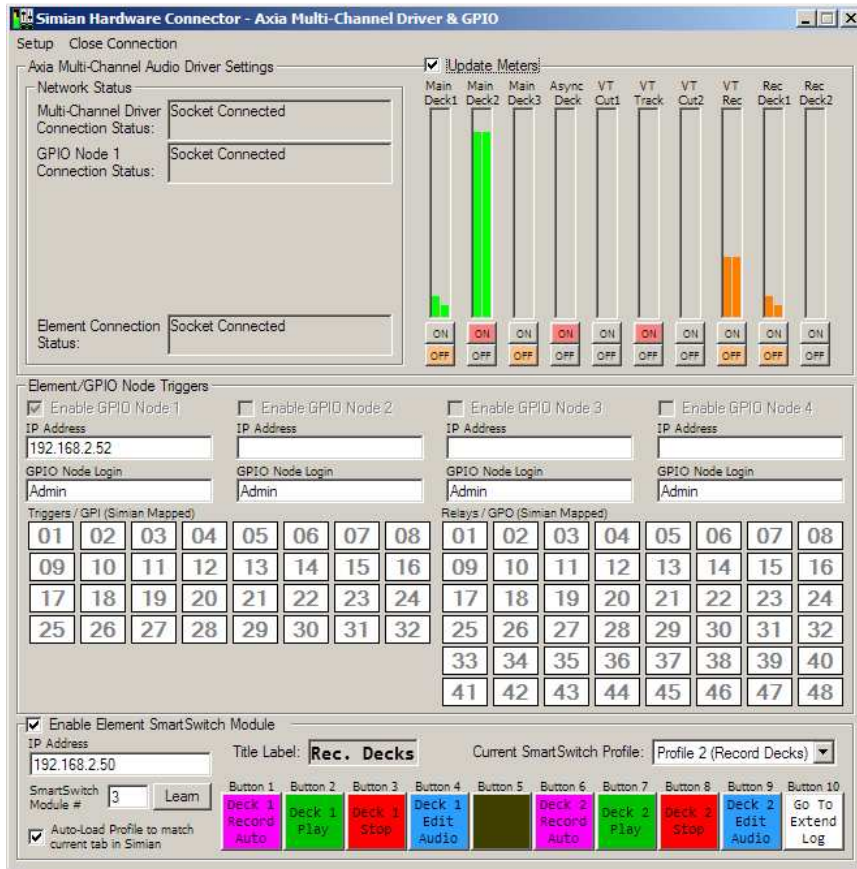 Simian Hardware Connector - Axia Multi-Channel Driver & GPIO
Setup Close Connection
Axia Multi-Channel Audio Driver Settings
Network Status
Multi-Channel Driver Connection Status:
Socket Connected
GPIO Node 1 Connection Status:
Socket Connected
Element Connection Status:
Socket Connected
Update Meters
Main Deck1
Main Deck2
Main Deck3
Async Deck
VT Cut1
VT Track
VT Cut2
VT Rec
Rec Deck1
Rec Deck2
ON ON ON ON ON ON ON ON ON ON
OFF OFF OFF OFF OFF OFF OFF OFF OFF OFF
Element/GPIO Node Triggers
Enable GPIO Node 1 Enable GPIO Node 2 Enable GPIO Node 3 Enable GPIO Node 4
IP Address IP Address IP Address IP Address
192.168.2.52
GPIO Node Login GPIO Node Login GPIO Node Login GPIO Node Login
Admin Admin Admin Admin
Triggers / GPI (Simian Mapped)
01 02 03 04 05 06 07 08
09 10 11 12 13 14 15 16
17 18 19 20 21 22 23 24
25 26 27 28 29 30 31 32
Relays / GPO (Simian Mapped)
01 02 03 04 05 06 07 08
09 10 11 12 13 14 15 16
17 18 19 20 21 22 23 24
25 26 27 28 29 30 31 32
33 34 35 36 37 38 39 40
41 42 43 44 45 46 47 48
Enable Element SmartSwitch Module
IP Address
192.168.2.50
Title Label: Rec. Decks
Current SmartSwitch Profile: Profile 2 (Record Decks)
SmartSwitch Module # 3 Learn
Auto-Load Profile to match current tab in Simian
Button 1 Button 2 Button 3 Button 4 Button 5 Button 6 Button 7 Button 8 Button 9 Button 10
Deck 1 Record Auto
Deck 1 Play
Deck 1 Stop
Deck 1 Edit Audio
Deck 2 Record Auto
Deck 2 Play
Deck 2 Stop
Deck 2 Edit Audio
Go To Extend Log